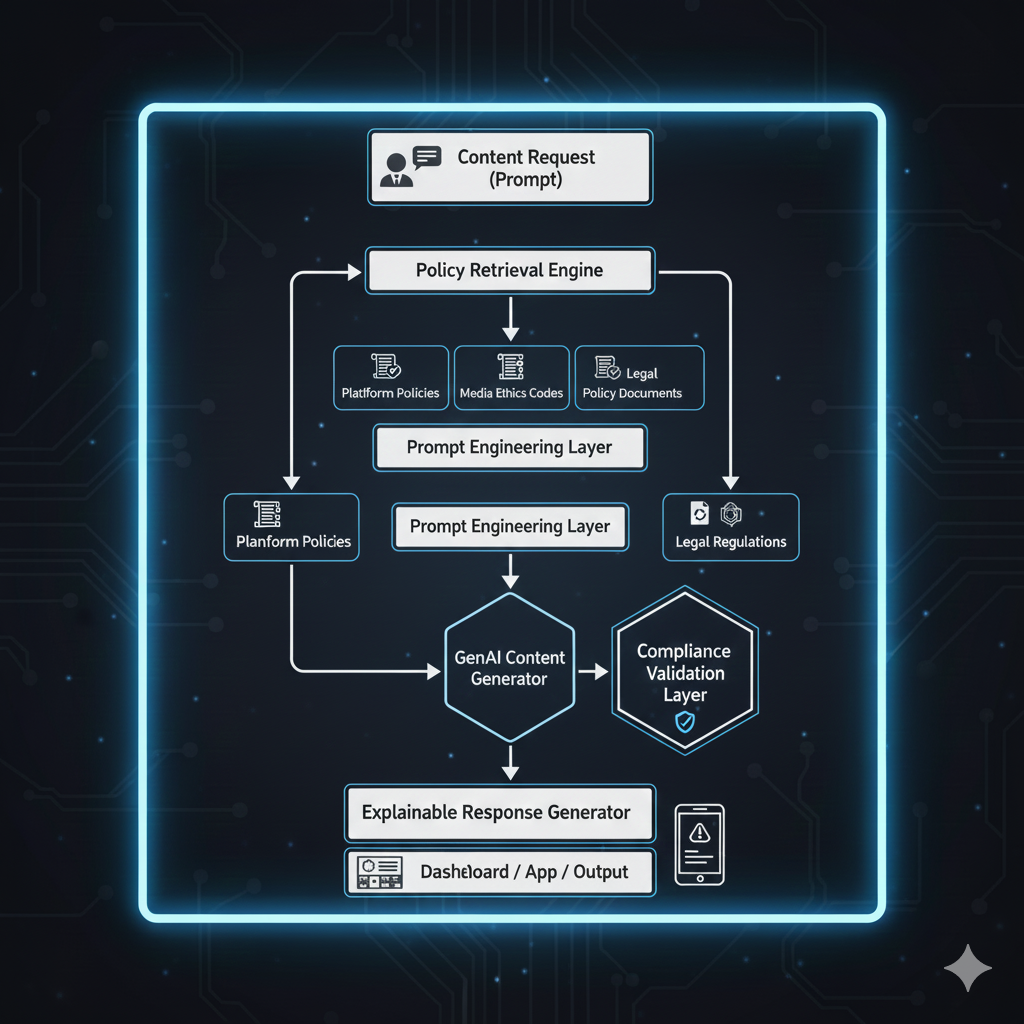 Content Request
(Prompt)
Policy Retrieval Engine
Platfform Policies
Media Ethics Codes
Legal
Policy Documents
Prompt Engineering Layer
Planform Policies
Prompt Engineering Layer
Legal Regulations
GenAI Content
Generator
Compliance
Validation
Layer
Explainable Response Generator
Dashboard / App / Output